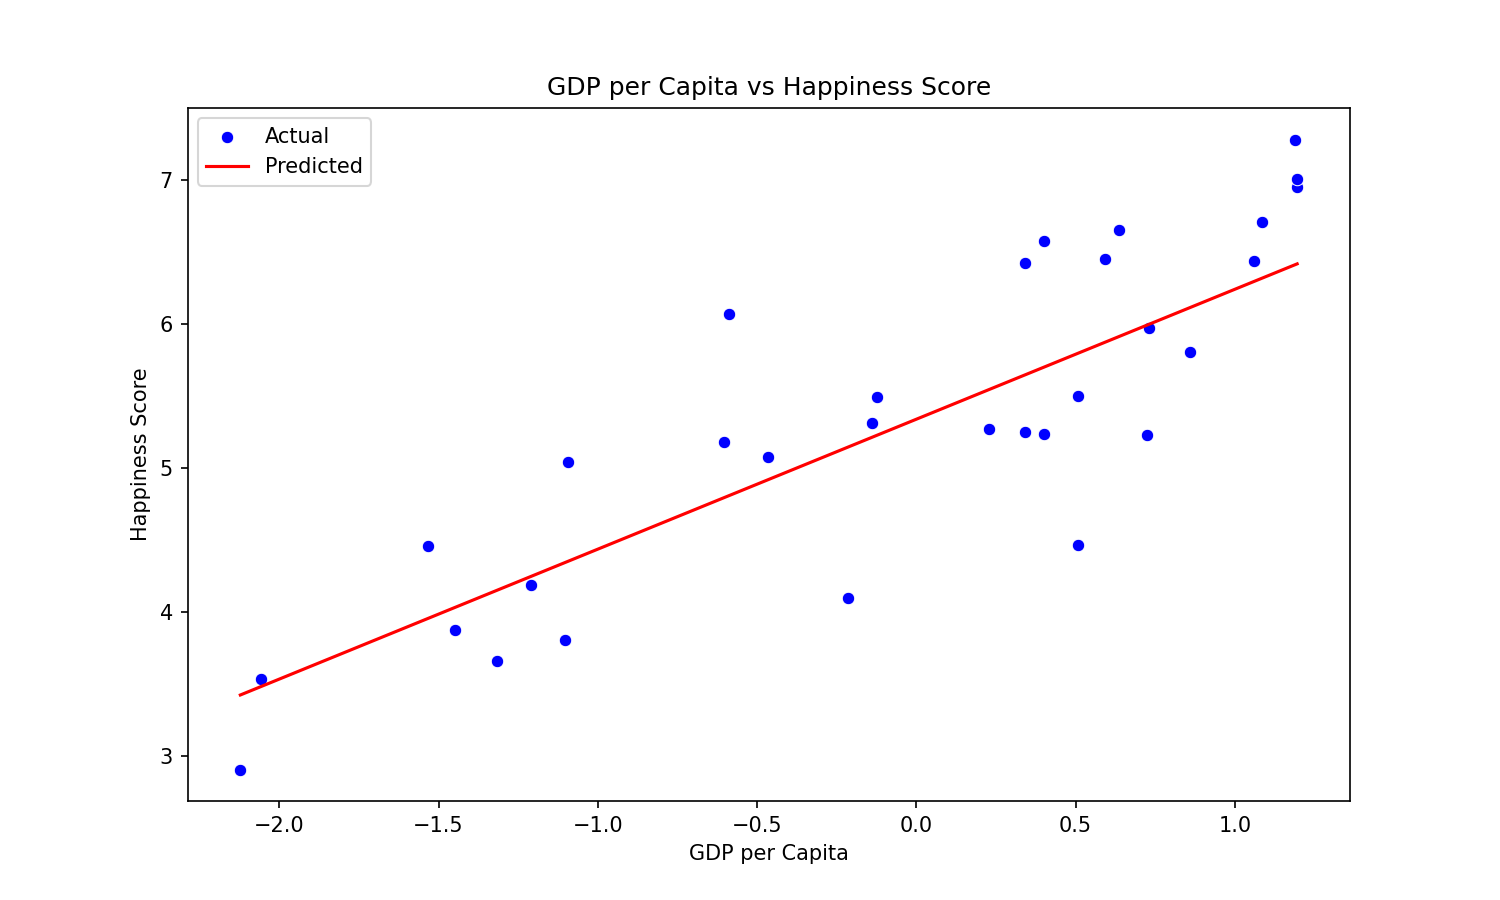 GDP per Capita vs Happiness Score
Actual
Predicted
7
6
5
4
3
Happiness Score
−2.0 −1.5 −1.0 −0.5 0.0 0.5 1.0
GDP per Capita